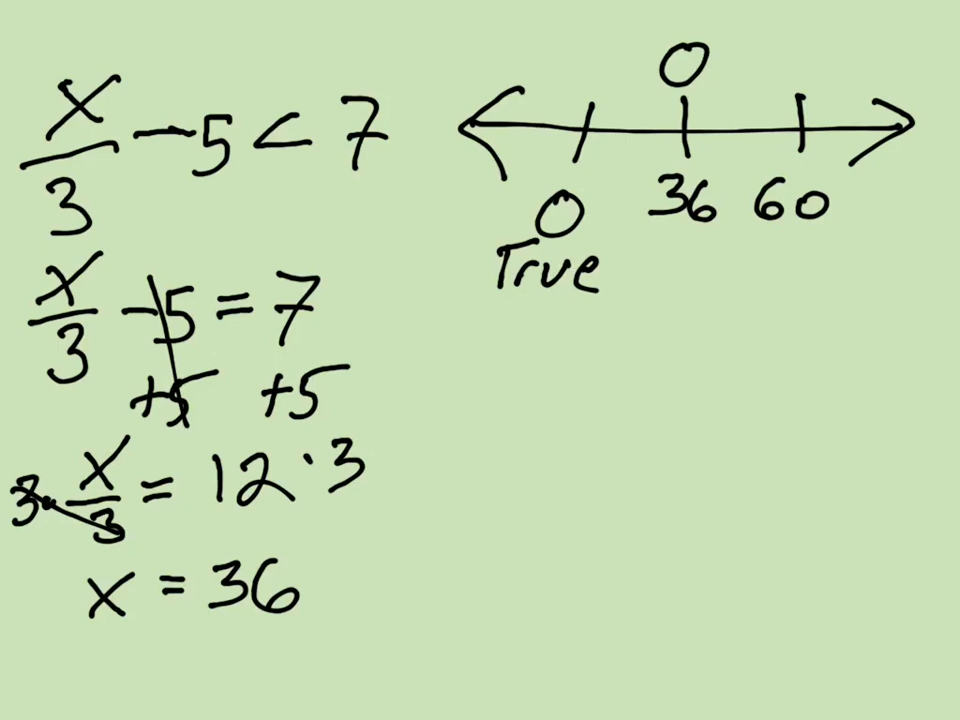 x/3 - 5 < 7
x/3 - 5 = 7
+5 +5
3 · x/3 = 12 · 3
x = 36
O
0 36 60
True